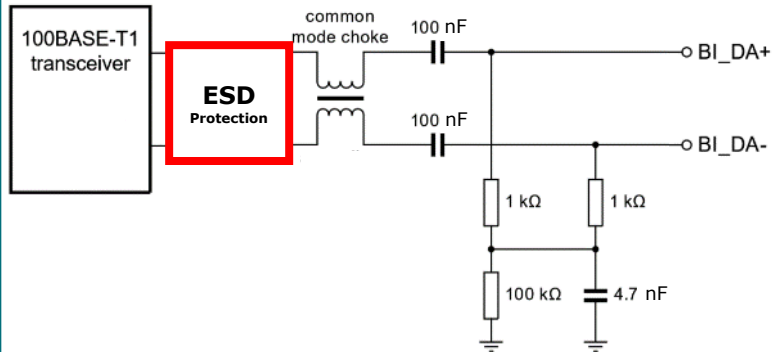 100BASE-T1
transceiver
ESD
Protection
common
mode choke
100 nF
100 nF
BI_DA+
BI_DA-
1 kΩ
1 kΩ
100 kΩ
4.7 nF